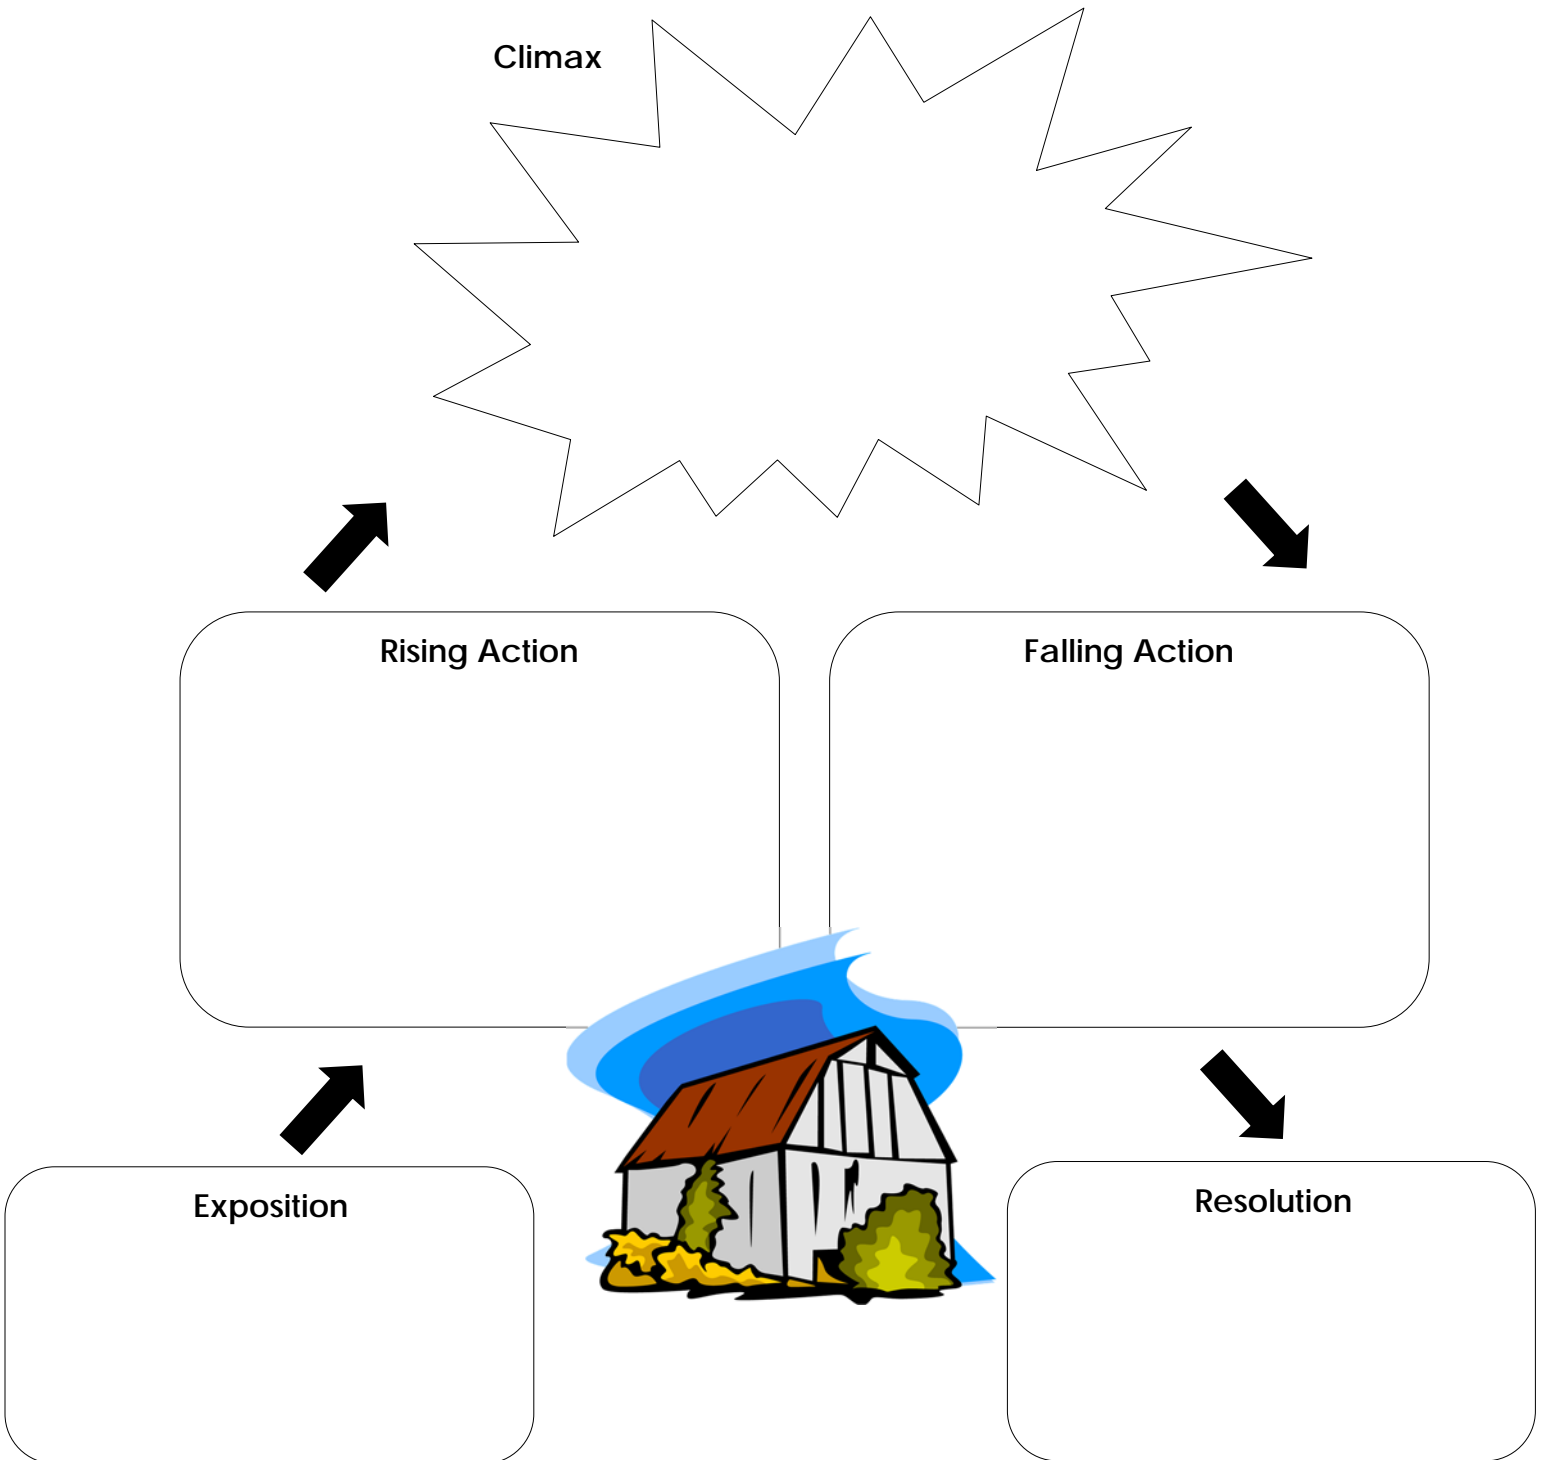 Climax
Rising Action
Falling Action
Exposition
Resolution